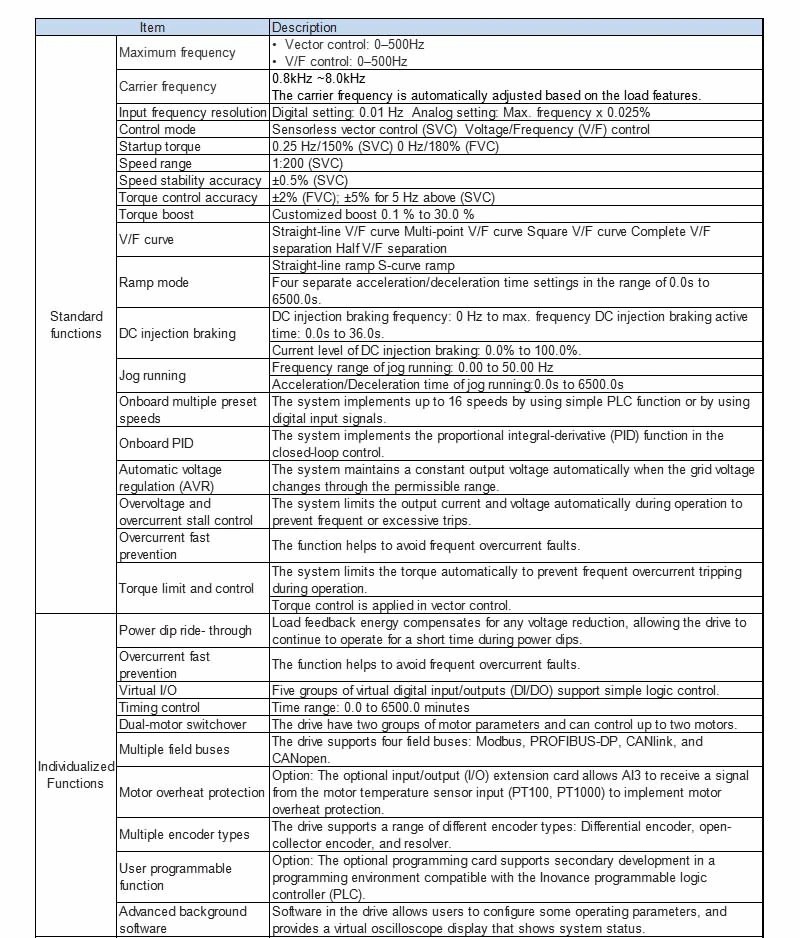 Item Description
Standard functions
Maximum frequency
• Vector control: 0–500Hz
• V/F control: 0–500Hz
Carrier frequency
0.8kHz ~8.0kHz
The carrier frequency is automatically adjusted based on the load features.
Input frequency resolution Digital setting: 0.01 Hz Analog setting: Max. frequency x 0.025%
Control mode Sensorless vector control (SVC) Voltage/Frequency (V/F) control
Startup torque 0.25 Hz/150% (SVC) 0 Hz/180% (FVC)
Speed range 1:200 (SVC)
Speed stability accuracy ±0.5% (SVC)
Torque control accuracy ±2% (FVC); ±5% for 5 Hz above (SVC)
Torque boost Customized boost 0.1 % to 30.0 %
V/F curve
Straight-line V/F curve Multi-point V/F curve Square V/F curve Complete V/F
separation Half V/F separation
Ramp mode
Straight-line ramp S-curve ramp
Four separate acceleration/deceleration time settings in the range of 0.0s to
6500.0s.
DC injection braking
DC injection braking frequency: 0 Hz to max. frequency DC injection braking active
time: 0.0s to 36.0s.
Current level of DC injection braking: 0.0% to 100.0%.
Jog running
Frequency range of jog running: 0.00 to 50.00 Hz
Acceleration/Deceleration time of jog running:0.0s to 6500.0s
Onboard multiple preset
speeds
The system implements up to 16 speeds by using simple PLC function or by using
digital input signals.
Onboard PID
The system implements the proportional integral-derivative (PID) function in the
closed-loop control.
Automatic voltage
regulation (AVR)
The system maintains a constant output voltage automatically when the grid voltage
changes through the permissible range.
Overvoltage and
overcurrent stall control
The system limits the output current and voltage automatically during operation to
prevent frequent or excessive trips.
Overcurrent fast
prevention
The function helps to avoid frequent overcurrent faults.
Torque limit and control
The system limits the torque automatically to prevent frequent overcurrent tripping
during operation.
Torque control is applied in vector control.
Individualized
Functions
Power dip ride- through
Load feedback energy compensates for any voltage reduction, allowing the drive to
continue to operate for a short time during power dips.
Overcurrent fast
prevention
The function helps to avoid frequent overcurrent faults.
Virtual I/O Five groups of virtual digital input/outputs (DI/DO) support simple logic control.
Timing control Time range: 0.0 to 6500.0 minutes
Dual-motor switchover The drive have two groups of motor parameters and can control up to two motors.
Multiple field buses
The drive supports four field buses: Modbus, PROFIBUS-DP, CANlink, and
CANopen.
Motor overheat protection
Option: The optional input/output (I/O) extension card allows AI3 to receive a signal
from the motor temperature sensor input (PT100, PT1000) to implement motor
overheat protection.
Multiple encoder types
The drive supports a range of different encoder types: Differential encoder, open-
collector encoder, and resolver.
User programmable
function
Option: The optional programming card supports secondary development in a
programming environment compatible with the Inovance programmable logic
controller (PLC).
Advanced background
software
Software in the drive allows users to configure some operating parameters, and
provides a virtual oscilloscope display that shows system status.